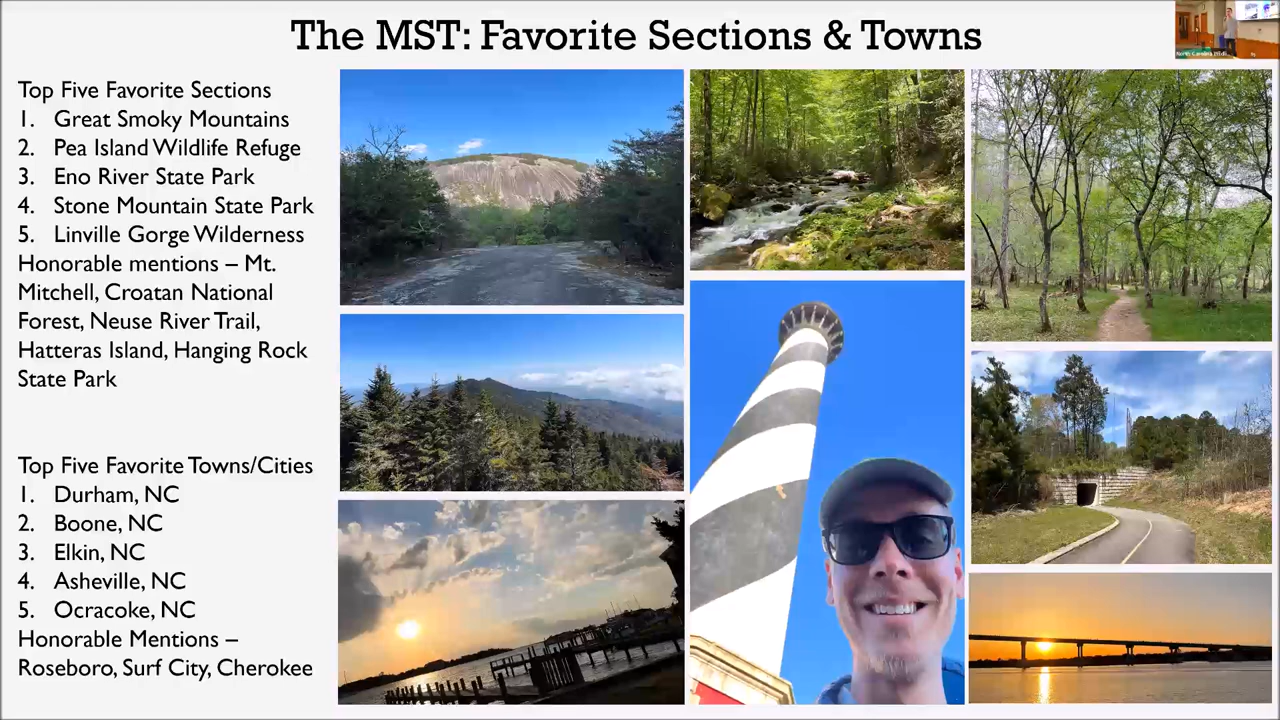 The MST: Favorite Sections & Towns
Top Five Favorite Sections
1. Great Smoky Mountains
2. Pea Island Wildlife Refuge
3. Eno River State Park
4. Stone Mountain State Park
5. Linville Gorge Wilderness
Honorable mentions – Mt.
Mitchell, Croatan National
Forest, Neuse River Trail,
Hatteras Island, Hanging Rock
State Park
Top Five Favorite Towns/Cities
1. Durham, NC
2. Boone, NC
3. Elkin, NC
4. Asheville, NC
5. Ocracoke, NC
Honorable Mentions –
Roseboro, Surf City, Cherokee
North Carolina